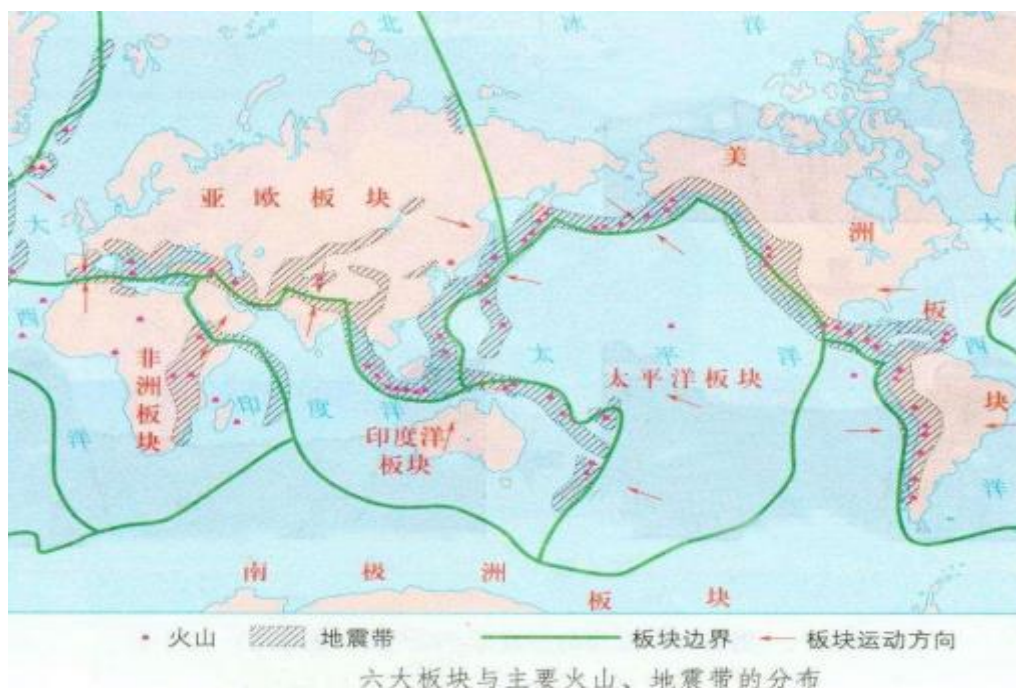 北 冰 洋
美
亚欧板块
大
洲
大
西
板
西
非洲板块
太 平 洋
太平洋板块
块
洋
印 度 洋
印度洋
板块
洋
南 极 洲
板 块
火山 地震带 板块边界 板块运动方向
六大板块与主要火山、地震带的分布